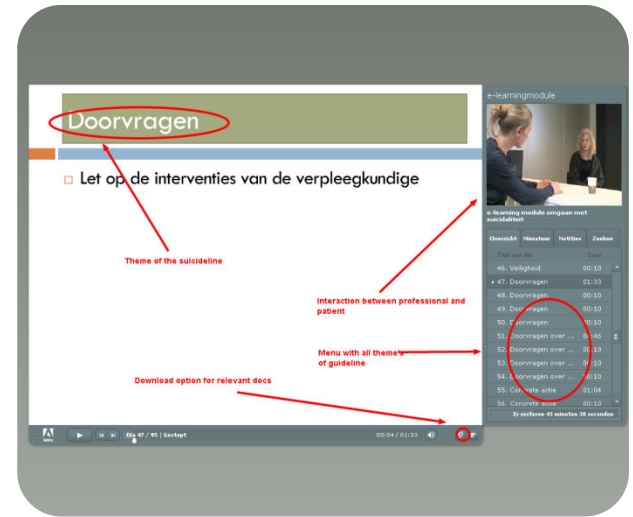 Doorvragen
Let op de interventies van de verpleegkundige
Theme of the suicideline
Interaction between professional and
patient
Menu with all theme's
of guideline
Download option for relevant docs
Dia 47 / 95 | Gestopt
00:04 / 01:33
e-learningmodule
e-learning module omgaan met
suicidaliteit
Overzicht Miniatuur Notities Zoeken
Titel van dia Duur
46. Veiligheid 00:10
47. Doorvragen 01:33
48. Doorvragen 00:10
49. Doorvragen 00:10
50. Doorvragen 00:10
51. Doorvragen over ... 00:46
52. Doorvragen over ... 00:10
53. Doorvragen over ... 00:10
54. Doorvragen over ... 00:10
55. Concrete actie 01:04
56. Concrete actie 00:10
Er resteren 43 minuten 30 seconden